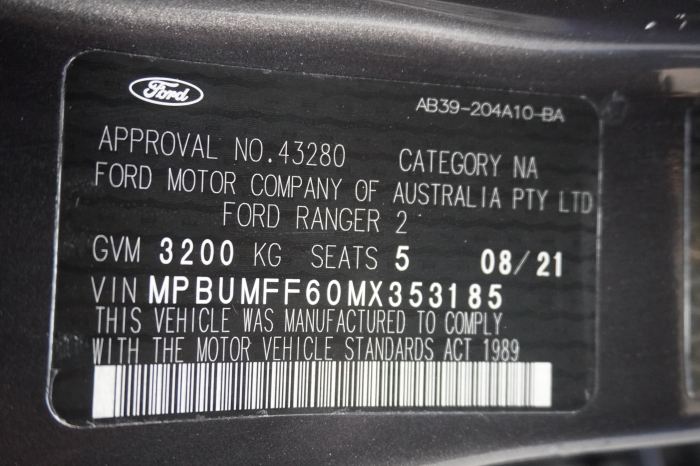 Ford
AB39-204A10-BA
APPROVAL NO.43280 CATEGORY NA
FORD MOTOR COMPANY OF AUSTRALIA PTY LTD
FORD RANGER 2
GVM 3200 KG SEATS 5 08/21
VIN MPBUMFF60MX353185
THIS VEHICLE WAS MANUFACTURED TO COMPLY
WITH THE MOTOR VEHICLE STANDARDS ACT 1989